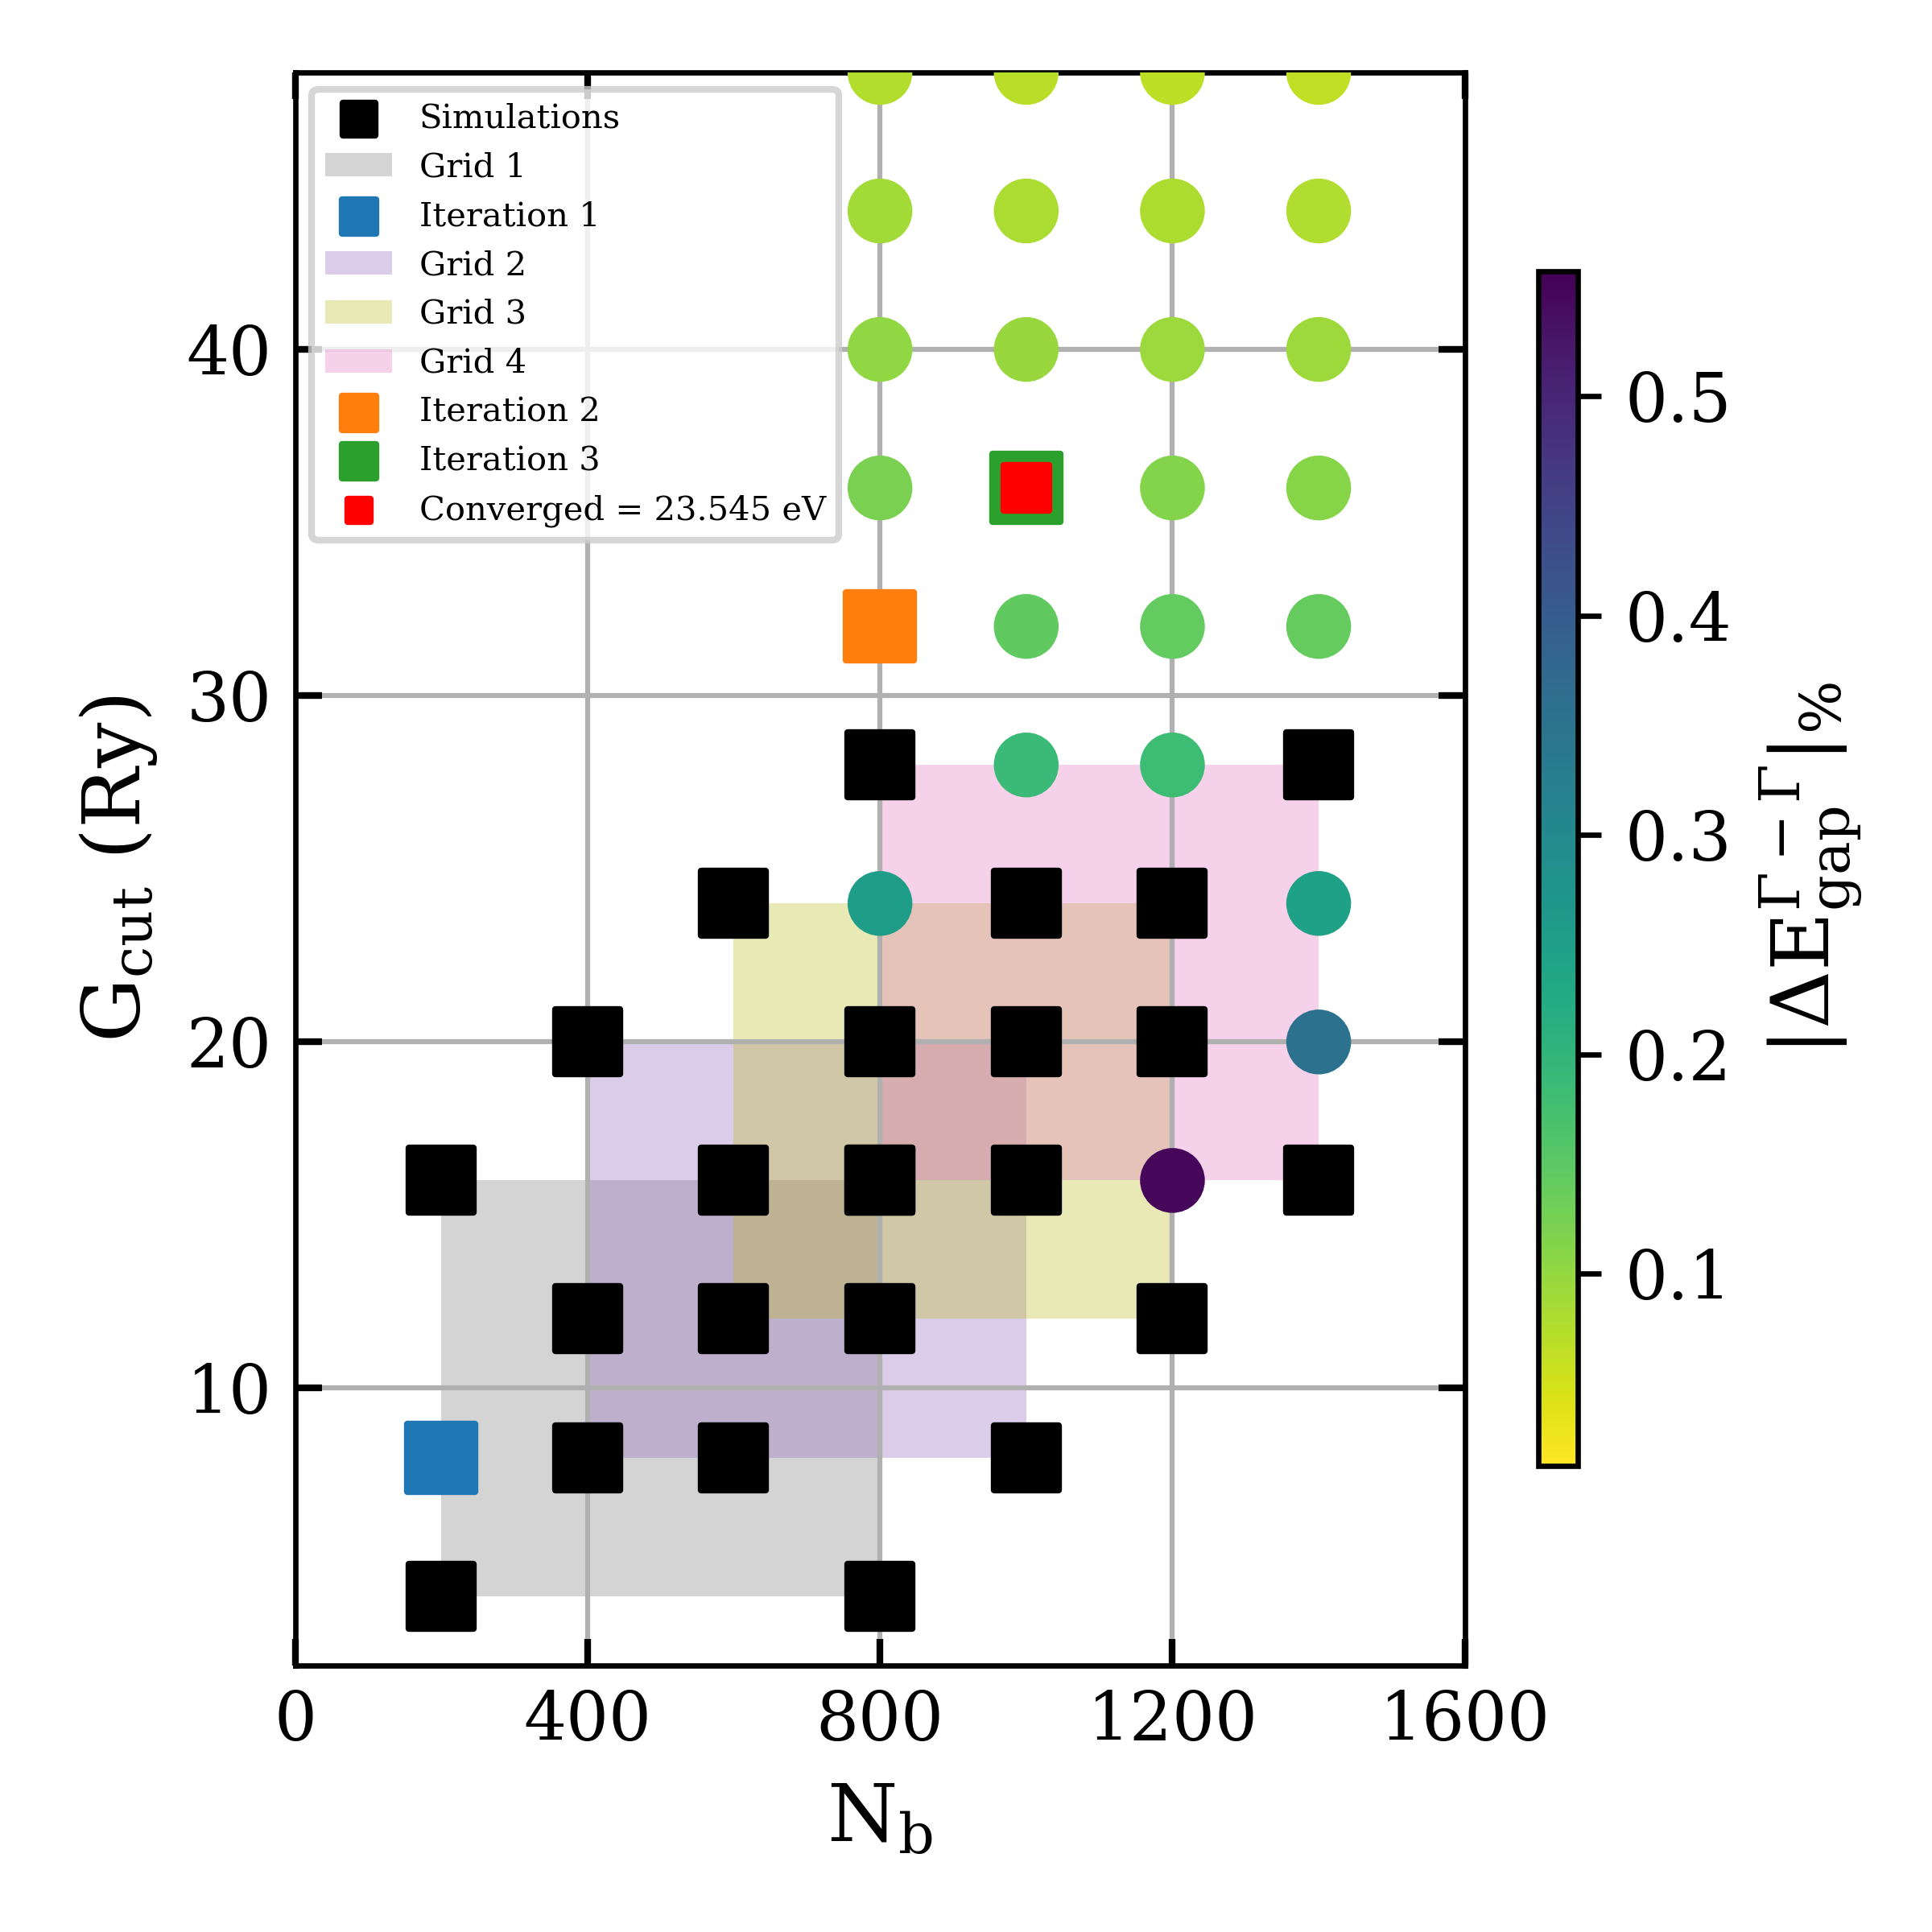 Simulations
Grid 1
Iteration 1
Grid 2
Grid 3
Grid 4
Iteration 2
Iteration 3
Converged = 23.545 eV
40
30
20
10
G_cut (Ry)
0 400 800 1200 1600
N_b
0.5
0.4
0.3
0.2
0.1
|ΔE_gap^Γ−Γ|_%